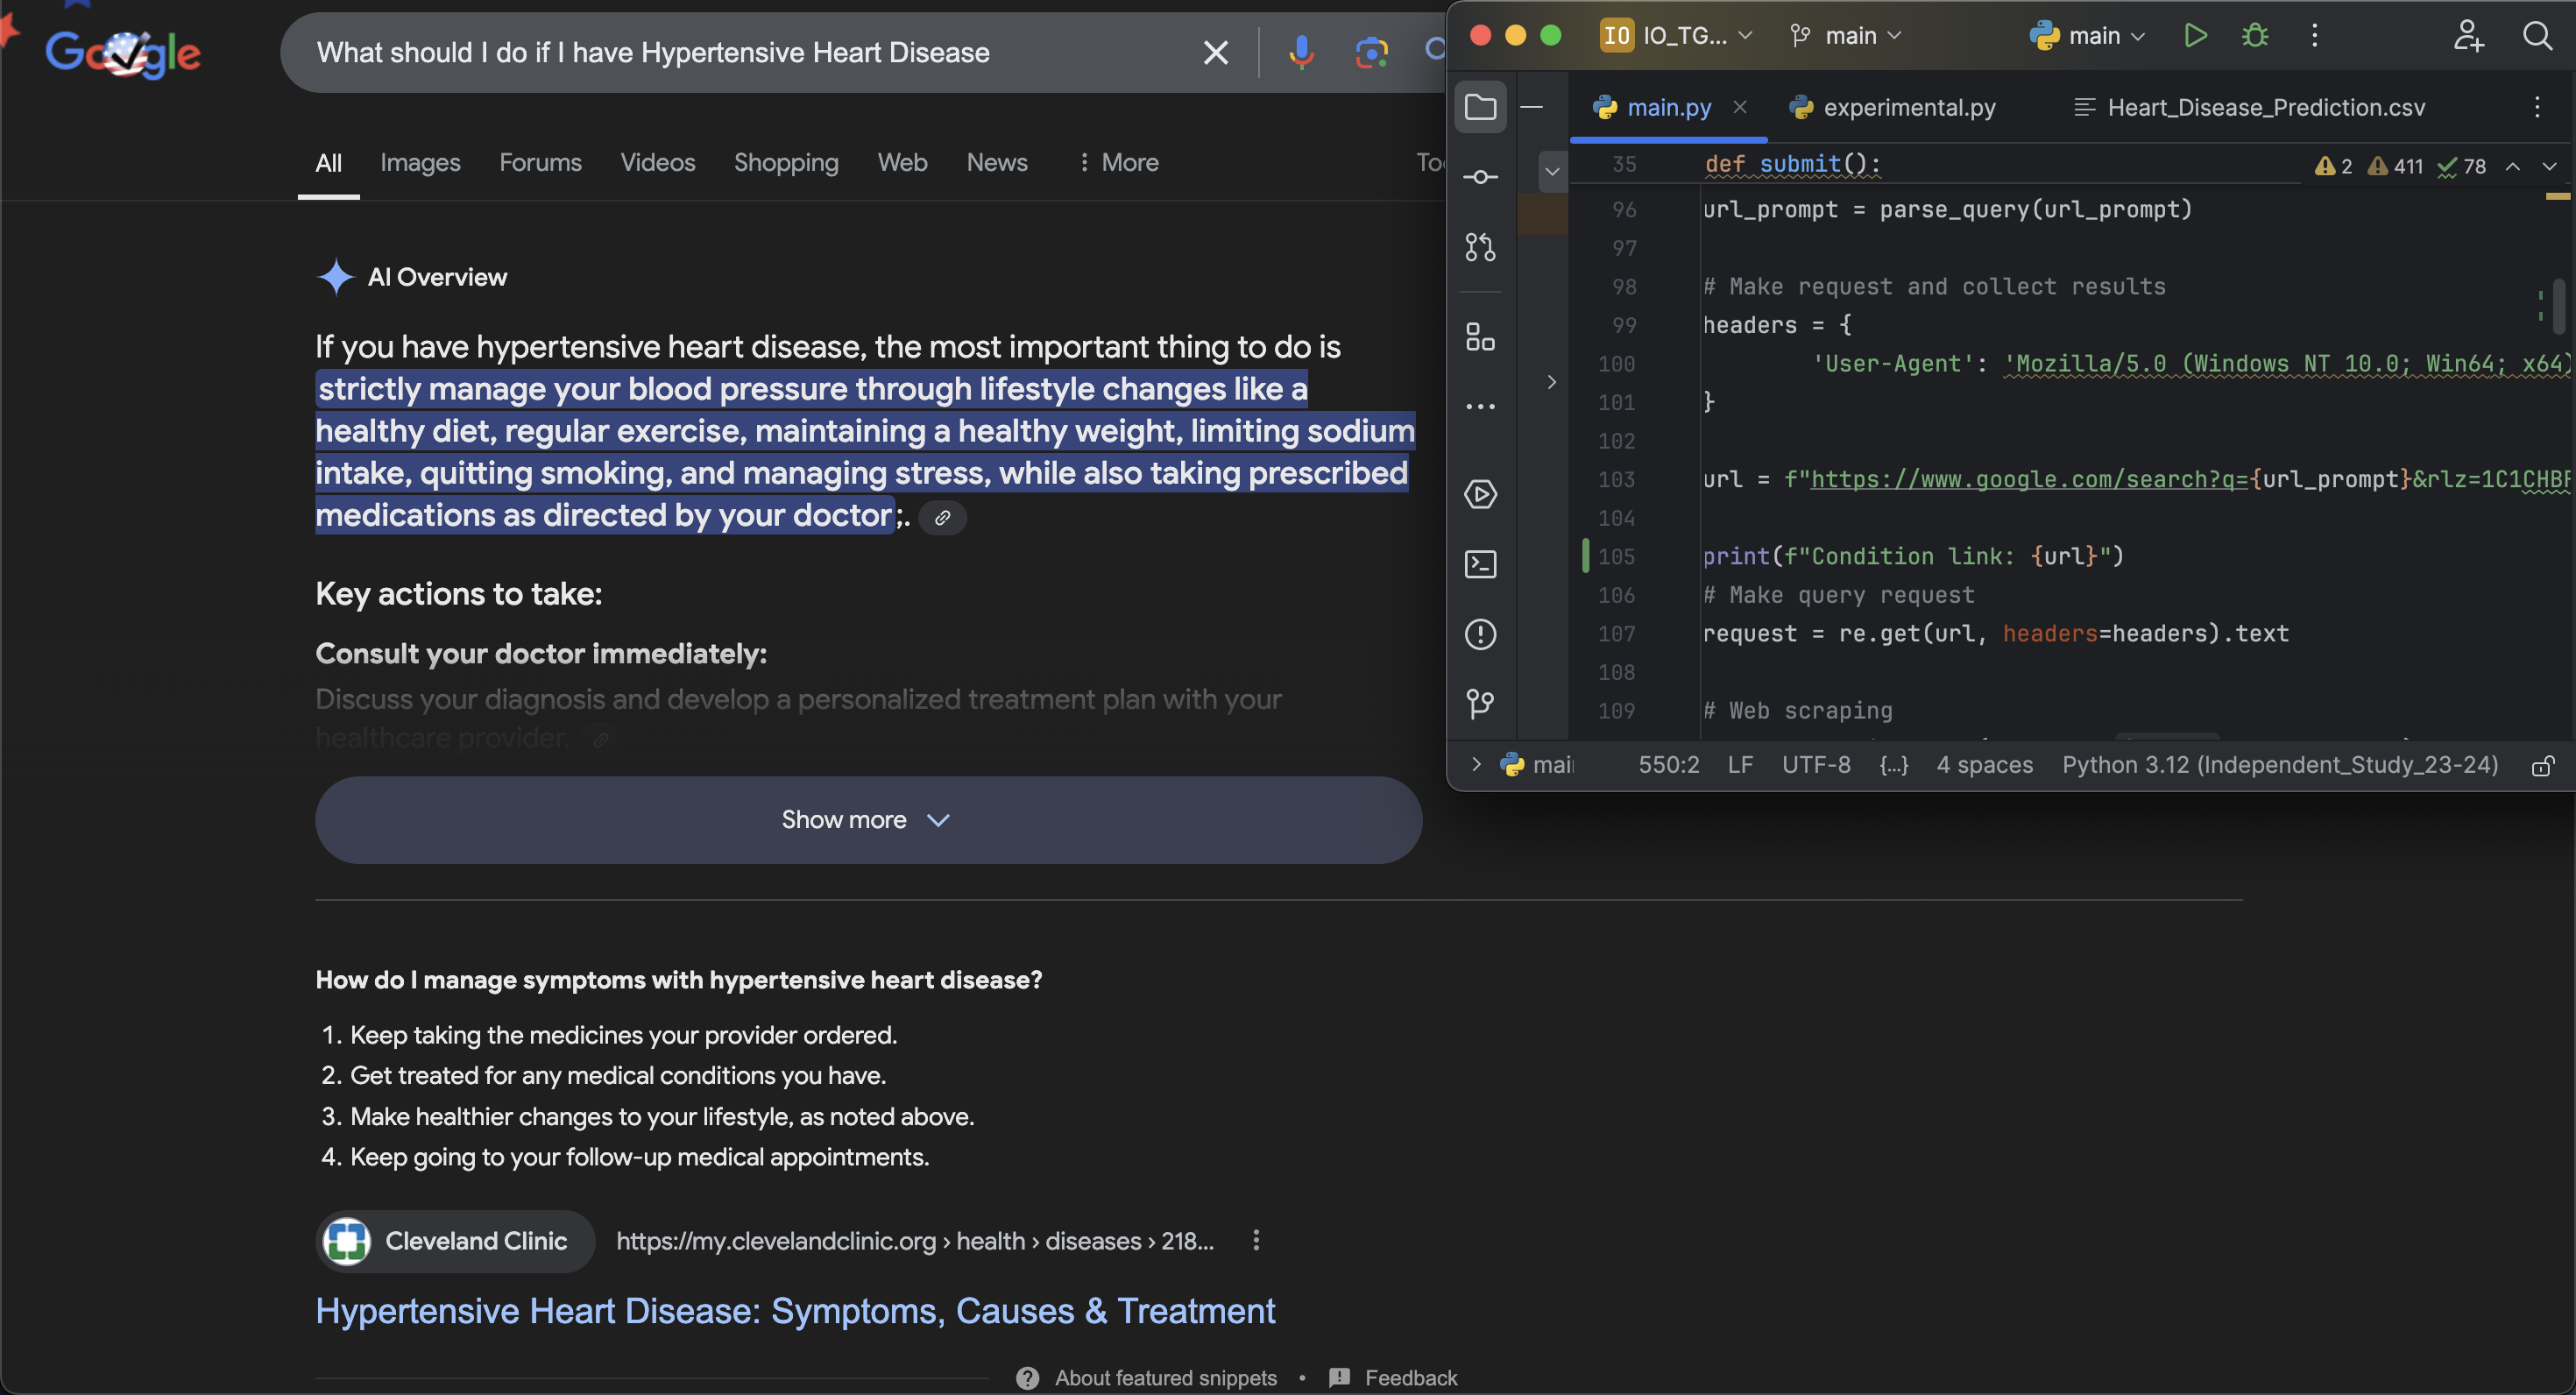 Google
What should I do if I have Hypertensive Heart Disease
All Images Forums Videos Shopping Web News More
AI Overview
If you have hypertensive heart disease, the most important thing to do is
strictly manage your blood pressure through lifestyle changes like a
healthy diet, regular exercise, maintaining a healthy weight, limiting sodium
intake, quitting smoking, and managing stress, while also taking prescribed
medications as directed by your doctor;.
Key actions to take:
Consult your doctor immediately:
Discuss your diagnosis and develop a personalized treatment plan with your
healthcare provider.
Show more
How do I manage symptoms with hypertensive heart disease?
1. Keep taking the medicines your provider ordered.
2. Get treated for any medical conditions you have.
3. Make healthier changes to your lifestyle, as noted above.
4. Keep going to your follow-up medical appointments.
Cleveland Clinic https://my.clevelandclinic.org › health › diseases › 218...
Hypertensive Heart Disease: Symptoms, Causes & Treatment
About featured snippets • Feedback
IO IO_TG... main main
main.py experimental.py Heart_Disease_Prediction.csv
35 def submit(): 2 411 78
96 url_prompt = parse_query(url_prompt)
97
98 # Make request and collect results
99 headers = {
100 'User-Agent': 'Mozilla/5.0 (Windows NT 10.0; Win64; x64)
101 }
102
103 url = f"https://www.google.com/search?q={url_prompt}&rlz=1C1CHBF
104
105 print(f"Condition link: {url}")
106 # Make query request
107 request = re.get(url, headers=headers).text
108
109 # Web scraping
550:2 LF UTF-8 {...} 4 spaces Python 3.12 (Independent_Study_23-24)